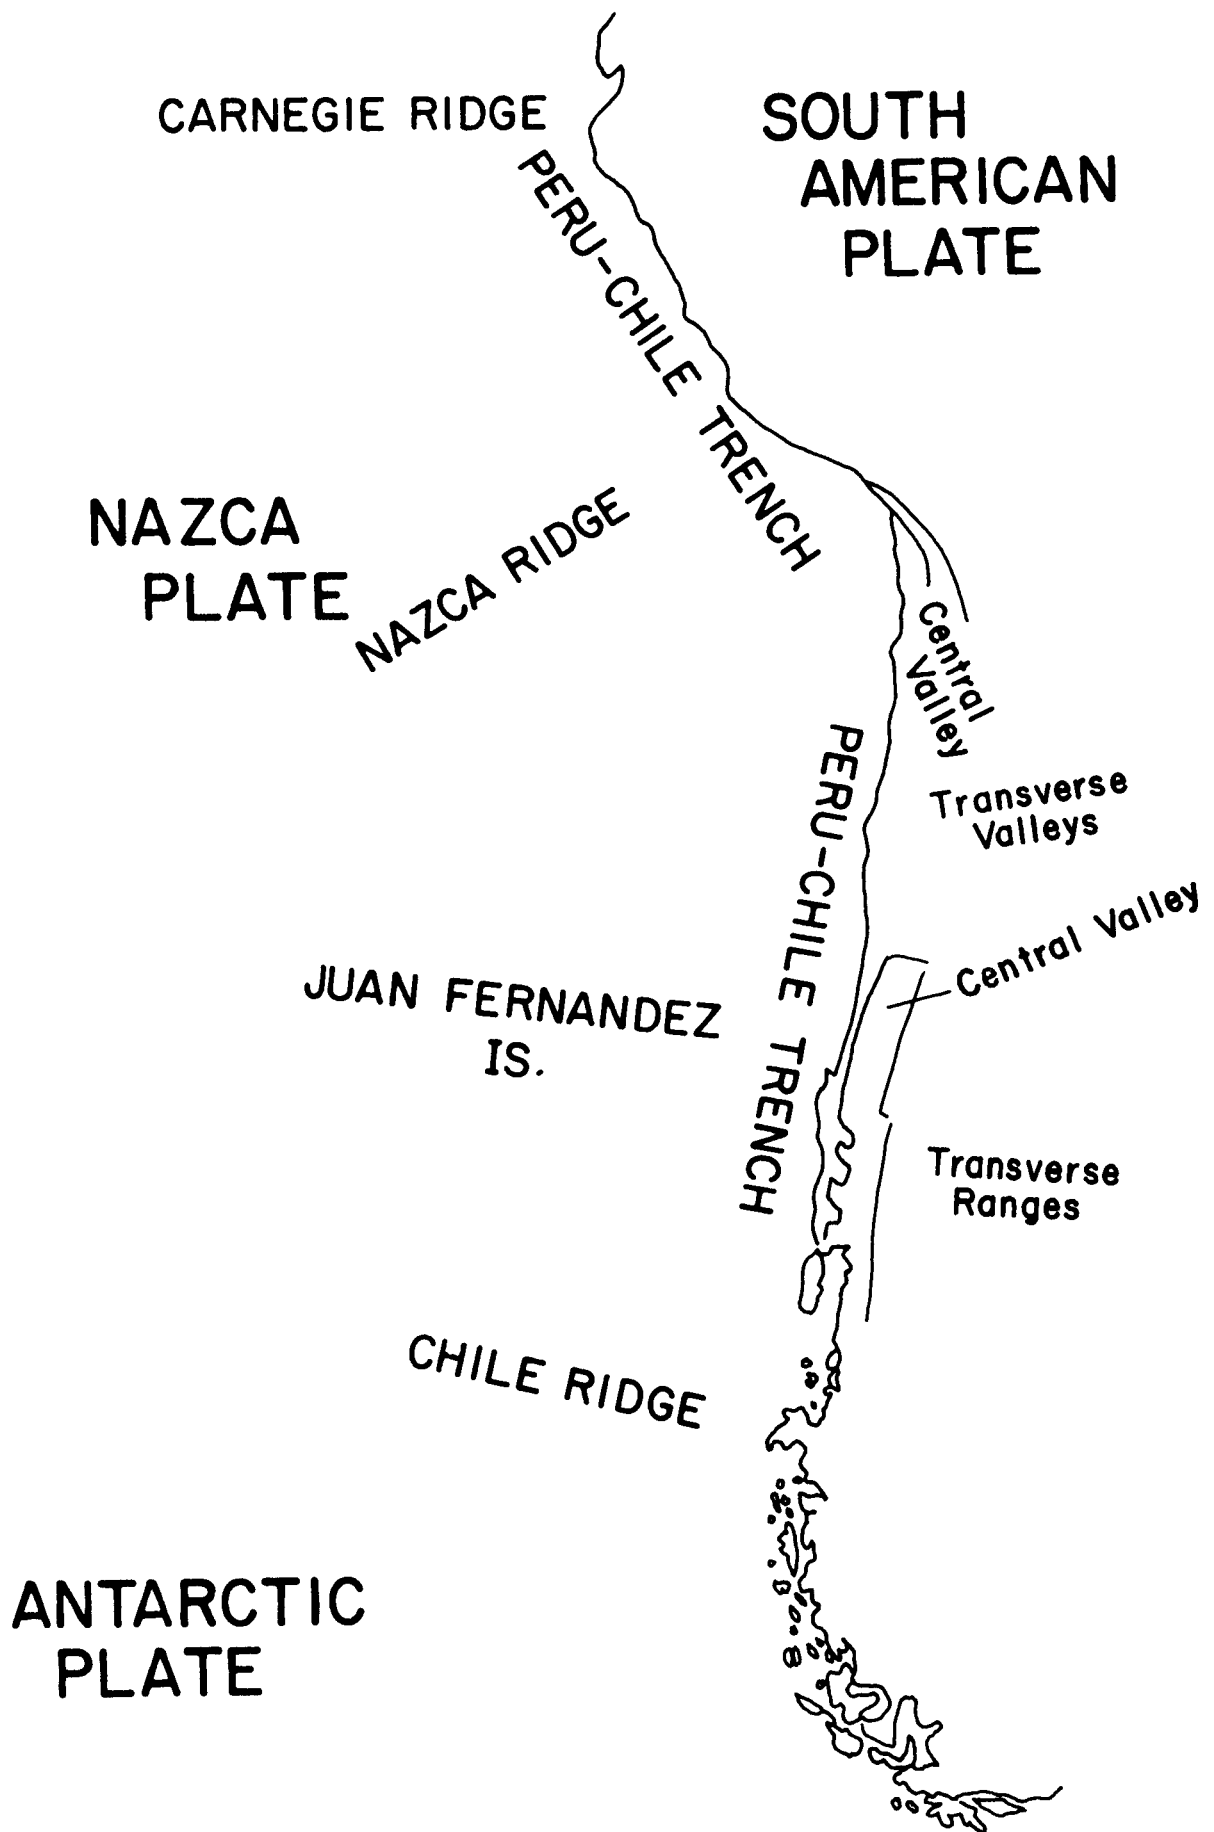 CARNEGIE RIDGE
SOUTH
AMERICAN
PLATE
PERU-CHILE TRENCH
NAZCA
PLATE
NAZCA RIDGE
Central
Valley
PERU-CHILE TRENCH
Transverse
Valleys
Central Valley
JUAN FERNANDEZ
IS.
Transverse
Ranges
CHILE RIDGE
ANTARCTIC
PLATE